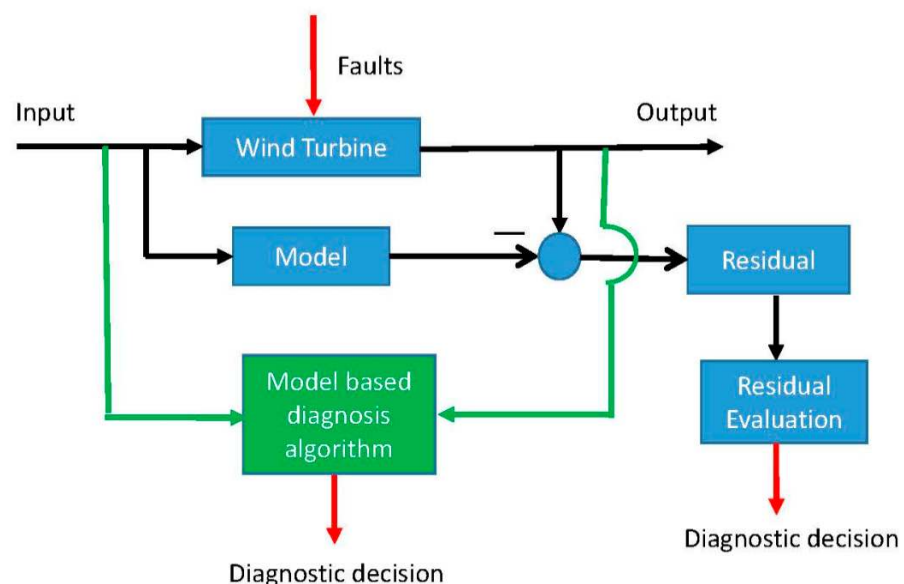 Faults
Input
Output
Wind Turbine
—
Model
Residual
Model based
diagnosis
algorithm
Residual
Evaluation
Diagnostic decision
Diagnostic decision